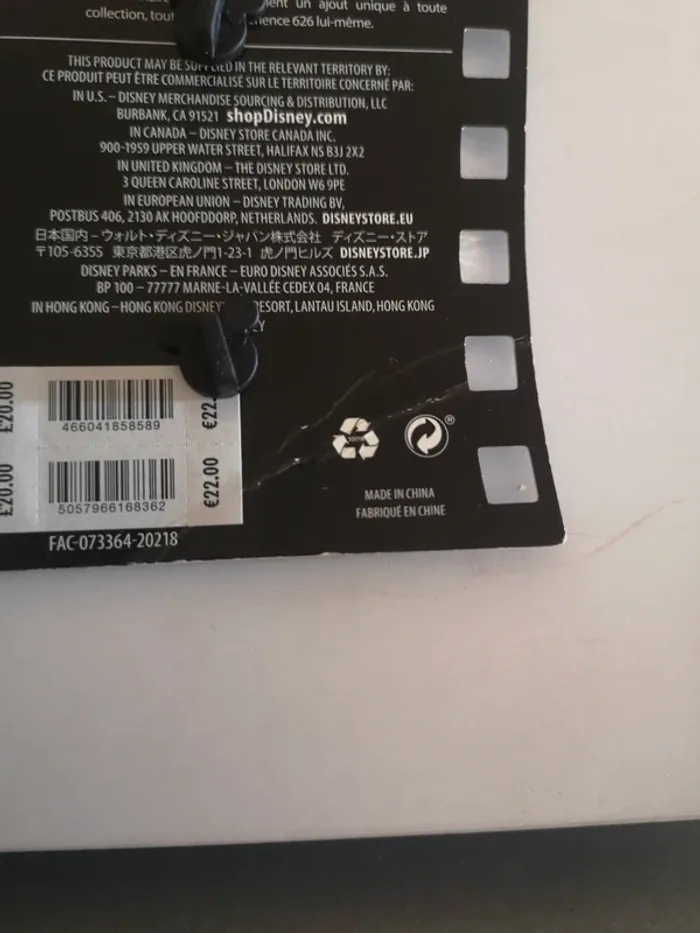 ent un ajout unique à toute
collection, tout ence 626 lui-même.
THIS PRODUCT MAY BE SUPPLIED IN THE RELEVANT TERRITORY BY:
CE PRODUIT PEUT ÊTRE COMMERCIALISÉ SUR LE TERRITOIRE CONCERNÉ PAR:
IN U.S. – DISNEY MERCHANDISE SOURCING & DISTRIBUTION, LLC
BURBANK, CA 91521 shopDisney.com
IN CANADA – DISNEY STORE CANADA INC.
900-1959 UPPER WATER STREET, HALIFAX NS B3J 2X2
IN UNITED KINGDOM – THE DISNEY STORE LTD.
3 QUEEN CAROLINE STREET, LONDON W6 9PE
IN EUROPEAN UNION – DISNEY TRADING BV,
POSTBUS 406, 2130 AK HOOFDDORP, NETHERLANDS. DISNEYSTORE.EU
日本国内 – ウォルト・ディズニー・ジャパン株式会社 ディズニー・ストア
〒105-6355 東京都港区虎ノ門1-23-1 虎ノ門ヒルズ DISNEYSTORE.JP
DISNEY PARKS – EN FRANCE – EURO DISNEY ASSOCIÉS S.A.S.
BP 100 – 77777 MARNE-LA-VALLÉE CEDEX 04, FRANCE
IN HONG KONG – HONG KONG DISNEY RESORT, LANTAU ISLAND, HONG KONG
£20.00
466041858589
€22.
£20.00
5057966168362
€22.00
®
MADE IN CHINA
FABRIQUÉ EN CHINE
FAC-073364-20218